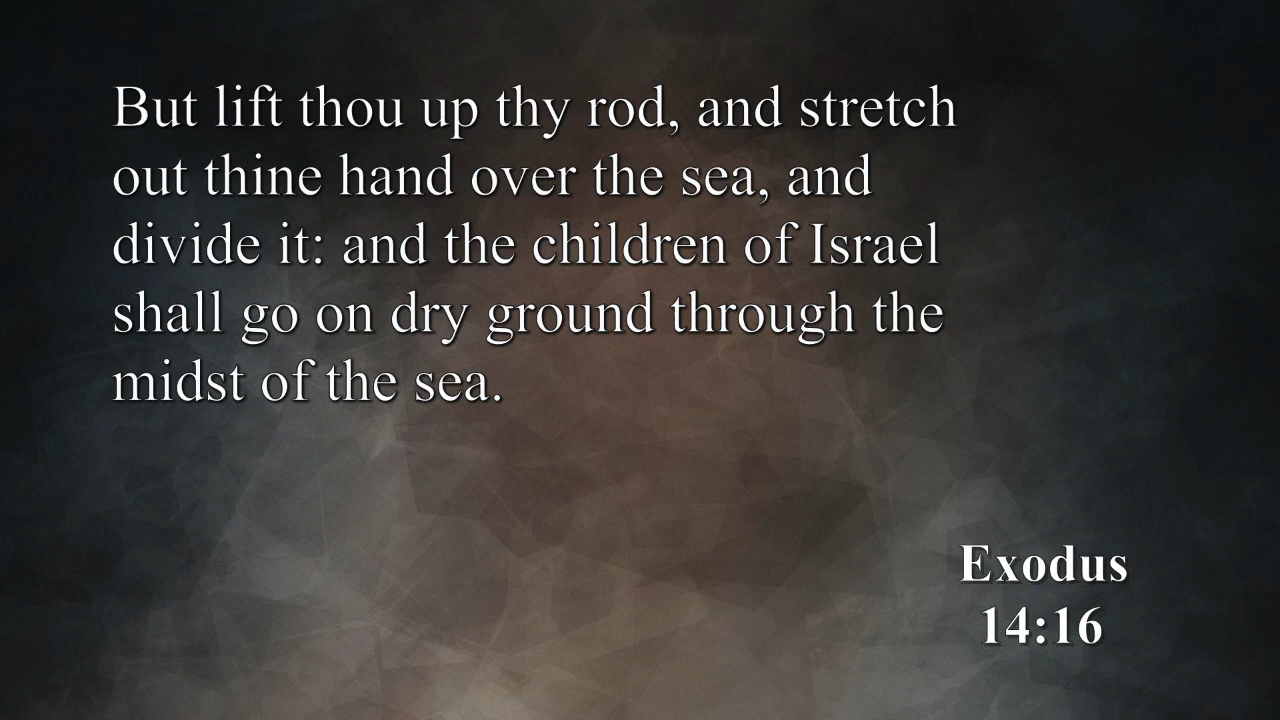 But lift thou up thy rod, and stretch
out thine hand over the sea, and
divide it: and the children of Israel
shall go on dry ground through the
midst of the sea.
Exodus
14:16